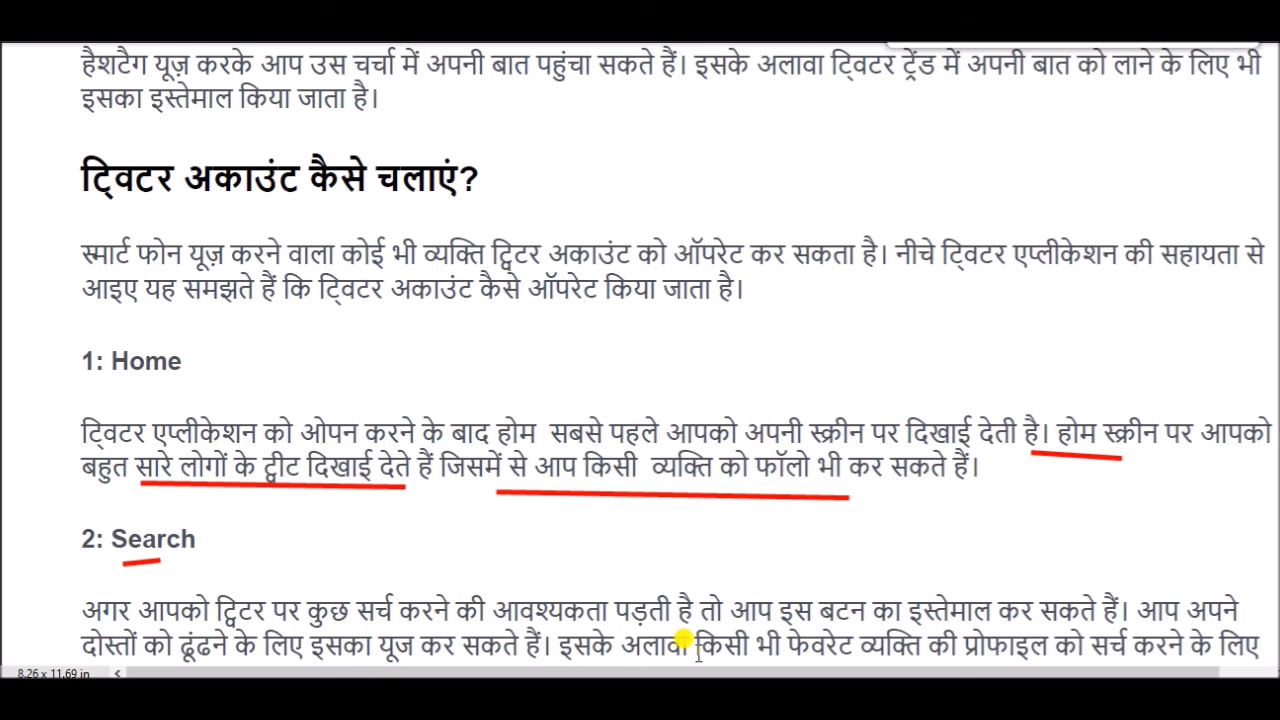 हैशटैग यूज़ करके आप उस चर्चा में अपनी बात पहुंचा सकते हैं। इसके अलावा ट्विटर ट्रेंड में अपनी बात को लाने के लिए भी
इसका इस्तेमाल किया जाता है।
ट्विटर अकाउंट कैसे चलाएं?
स्मार्ट फोन यूज़ करने वाला कोई भी व्यक्ति ट्विटर अकाउंट को ऑपरेट कर सकता है। नीचे ट्विटर एप्लीकेशन की सहायता से
आइए यह समझते हैं कि ट्विटर अकाउंट कैसे ऑपरेट किया जाता है।
1: Home
ट्विटर एप्लीकेशन को ओपन करने के बाद होम सबसे पहले आपको अपनी स्क्रीन पर दिखाई देती है। होम स्क्रीन पर आपको
बहुत सारे लोगों के ट्वीट दिखाई देते हैं जिसमें से आप किसी व्यक्ति को फॉलो भी कर सकते हैं।
2: Search
अगर आपको ट्विटर पर कुछ सर्च करने की आवश्यकता पड़ती है तो आप इस बटन का इस्तेमाल कर सकते हैं। आप अपने
दोस्तों को ढूंढने के लिए इसका यूज कर सकते हैं। इसके अलावा किसी भी फेवरेट व्यक्ति की प्रोफाइल को सर्च करने के लिए
8.26 x 11.69 in